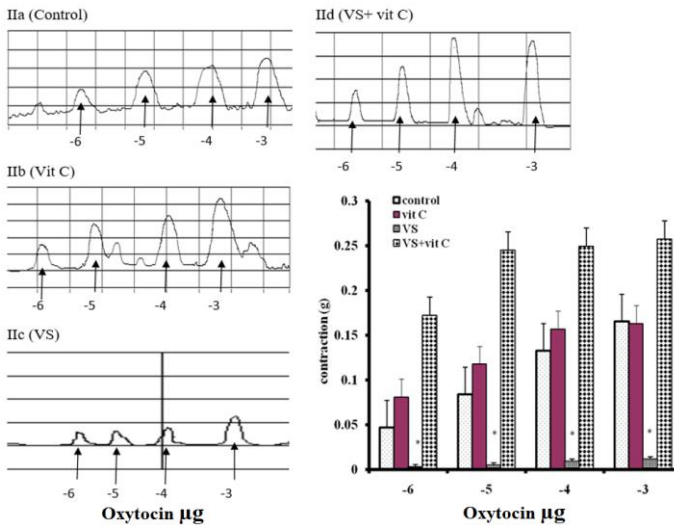 IIa (Control)
-6 -5 -4 -3
IIb (Vit C)
-6 -5 -4 -3
IIc (VS)
-6 -5 -4 -3
Oxytocin µg
IId (VS+ vit C)
-6 -5 -4 -3
control
vit C
VS
VS+vit C
contraction (g)
0.3
0.25
0.2
0.15
0.1
0.05
0
* * * *
-6 -5 -4 -3
Oxytocin µg